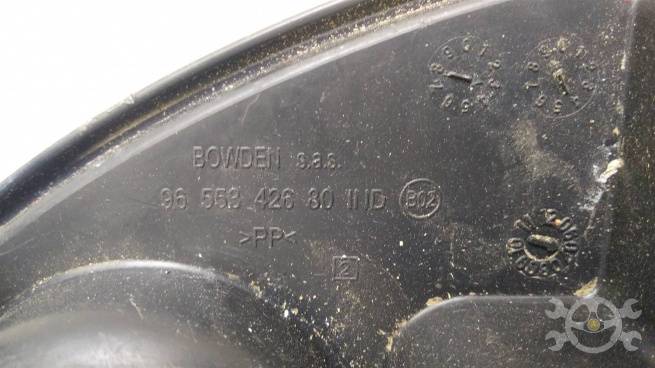 BOWDEN s.a.s.
96 553 426 80 IND B02
>PP<
2